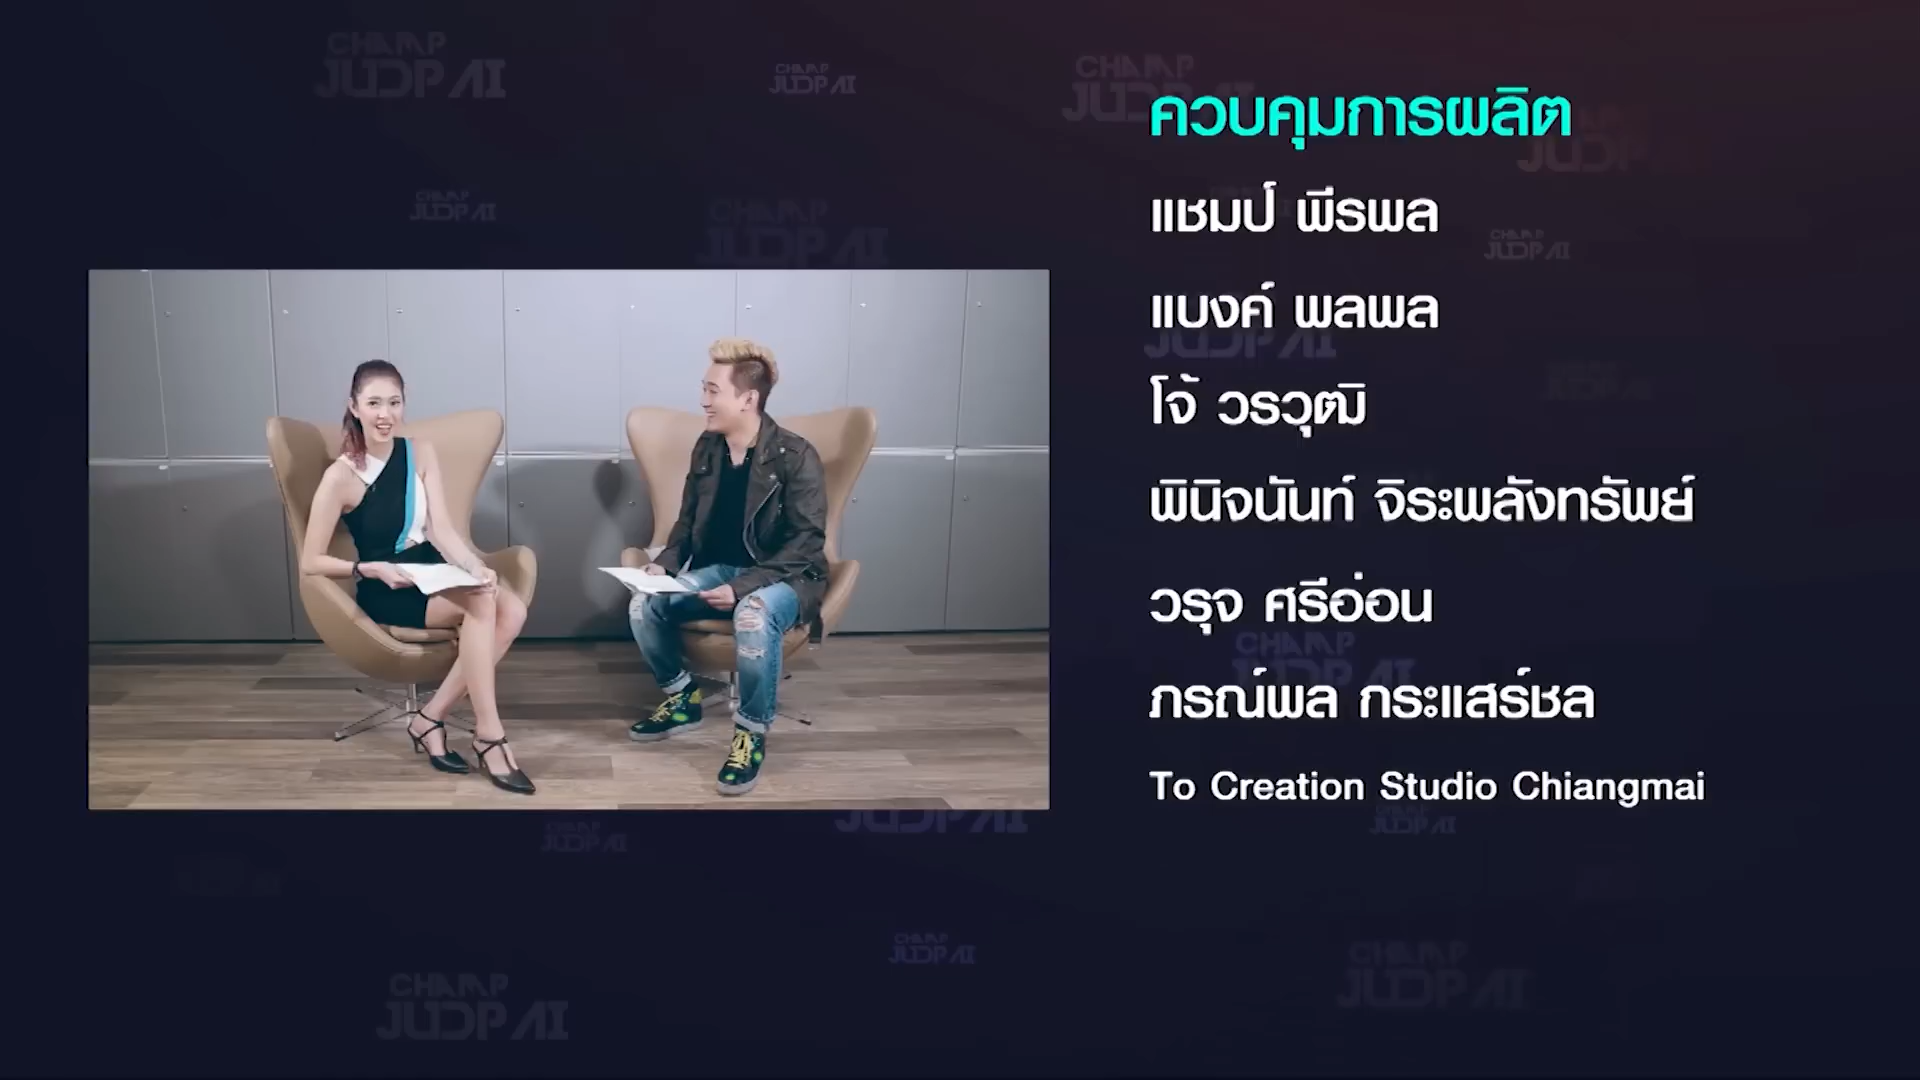 ควบคุมการผลิต
แชมป์ พีรพล
แบงค์ พลพล
โจ้ วรวุฒิ
พินิจนันท์ จิระพลังทรัพย์
วรุจ ศรีอ่อน
ภรณ์พล กระแสร์ชล
To Creation Studio Chiangmai
CHAMP
JUDPAI